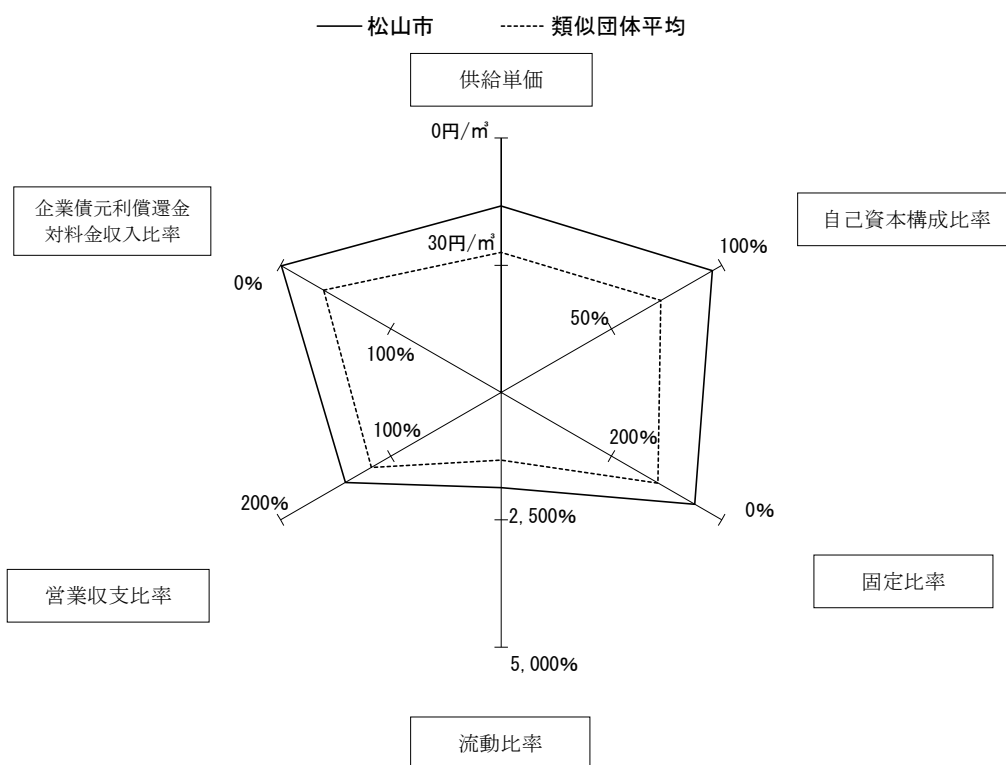 松山市 類似団体平均
供給単価
0円/㎥
企業債元利償還金
対料金収入比率
自己資本構成比率
30円/㎥
100%
0%
50%
100%
100%
200%
200%
0%
2,500%
営業収支比率
固定比率
5,000%
流動比率